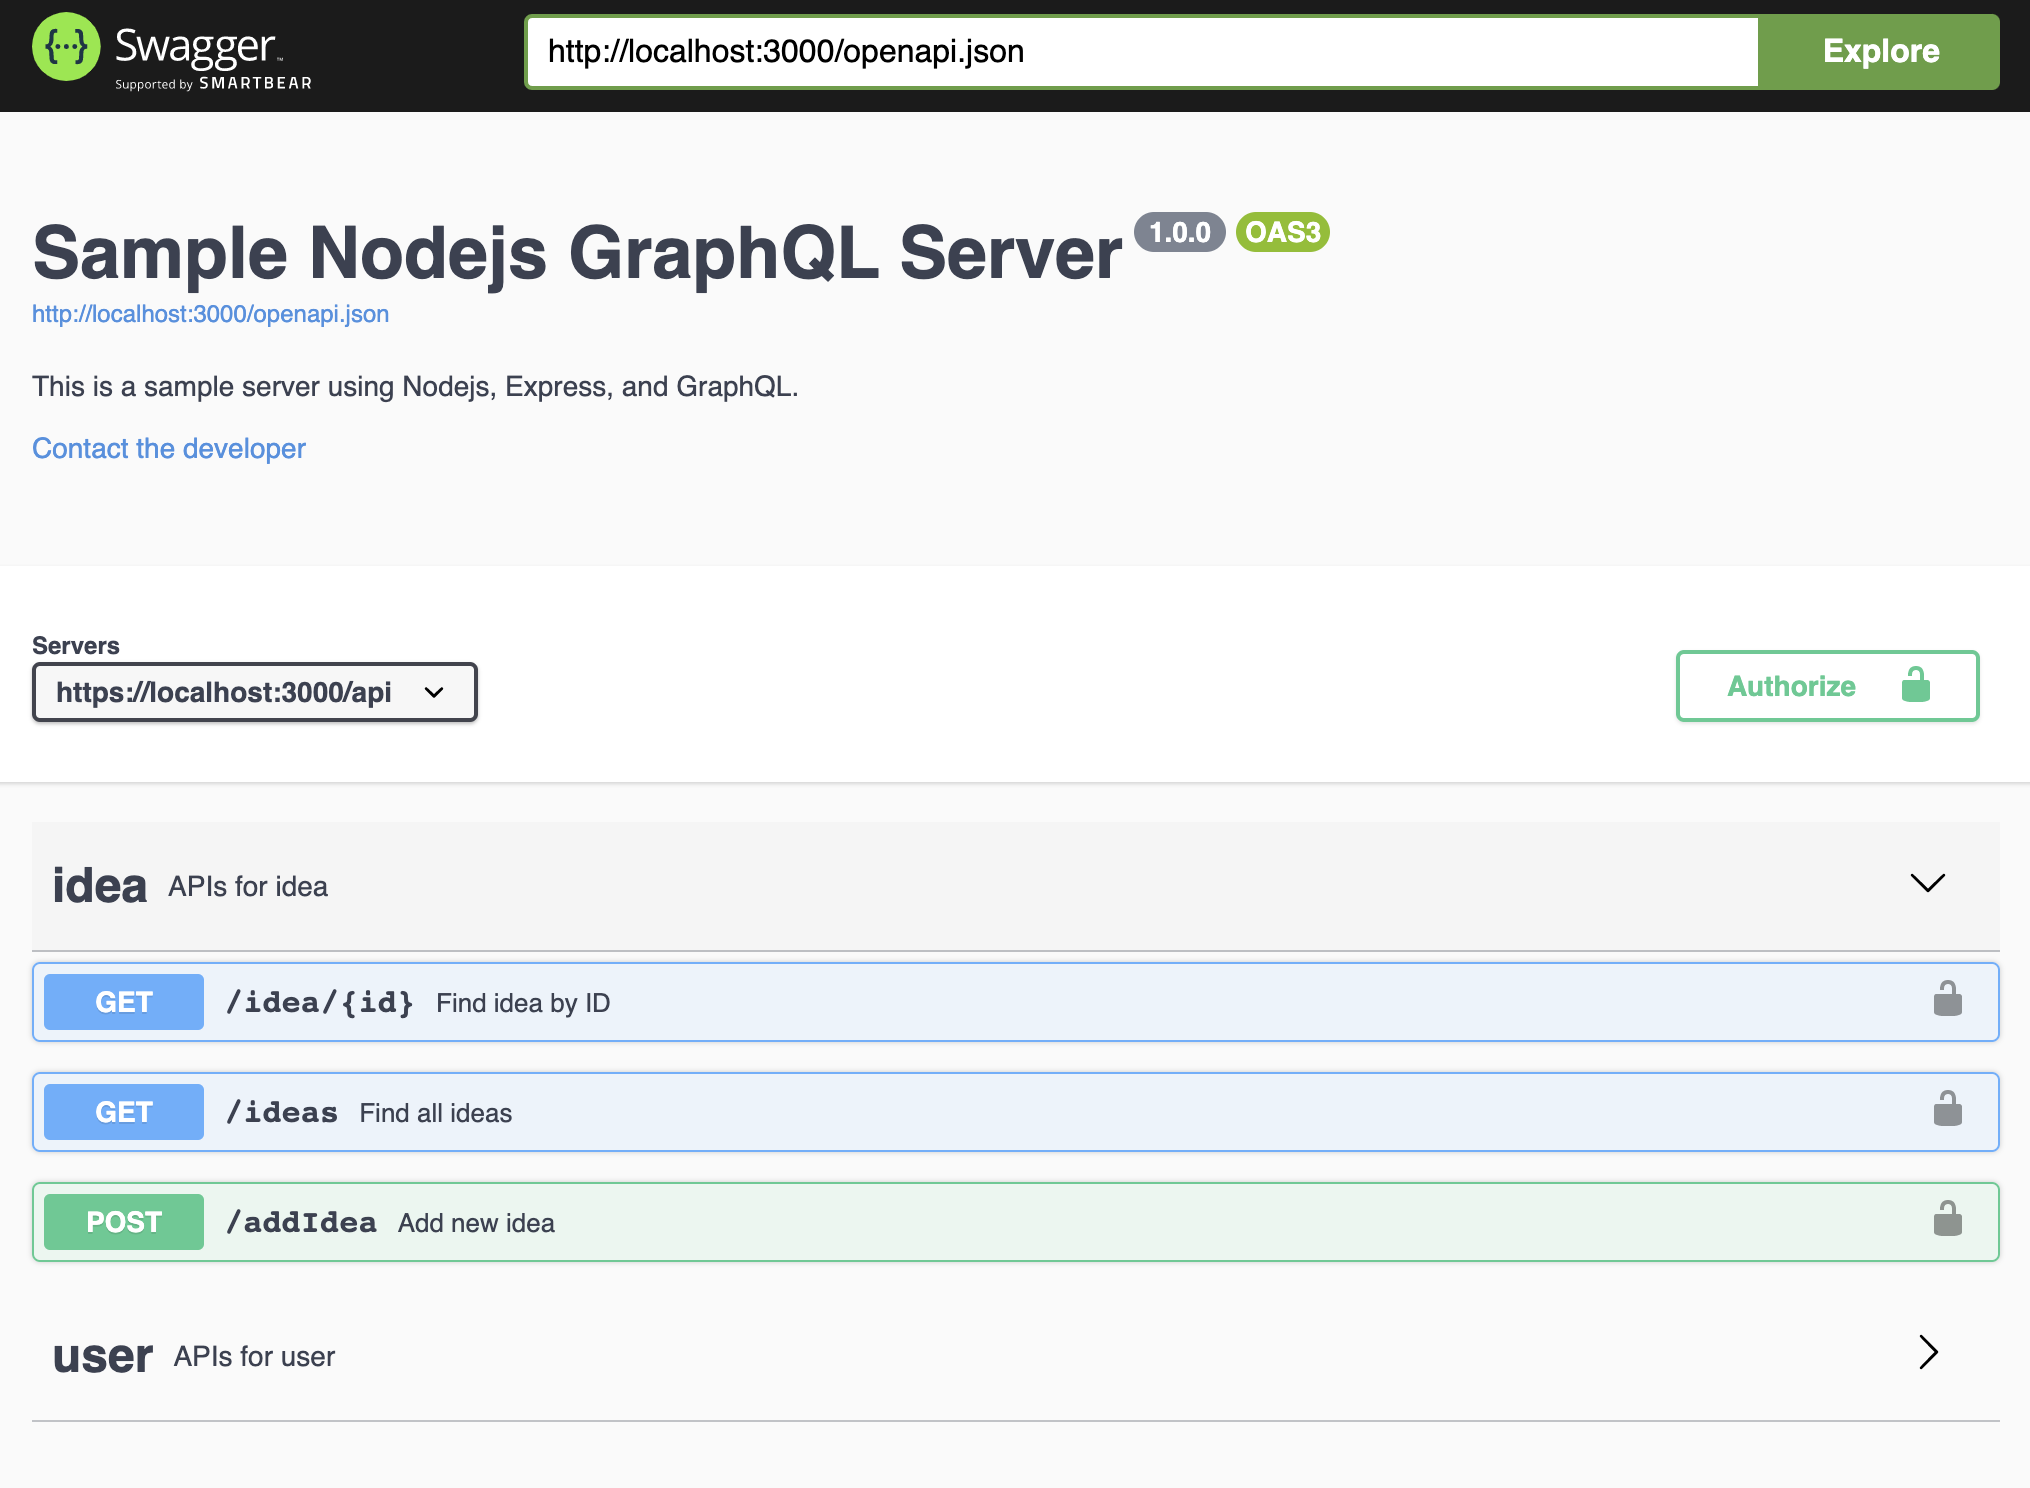 {...} Swagger™
Supported by SMARTBEAR
http://localhost:3000/openapi.json
Explore
Sample Nodejs GraphQL Server 1.0.0 OAS3
http://localhost:3000/openapi.json
This is a sample server using Nodejs, Express, and GraphQL.
Contact the developer
Servers
https://localhost:3000/api
Authorize
idea APIs for idea
GET /idea/{id} Find idea by ID
GET /ideas Find all ideas
POST /addIdea Add new idea
user APIs for user